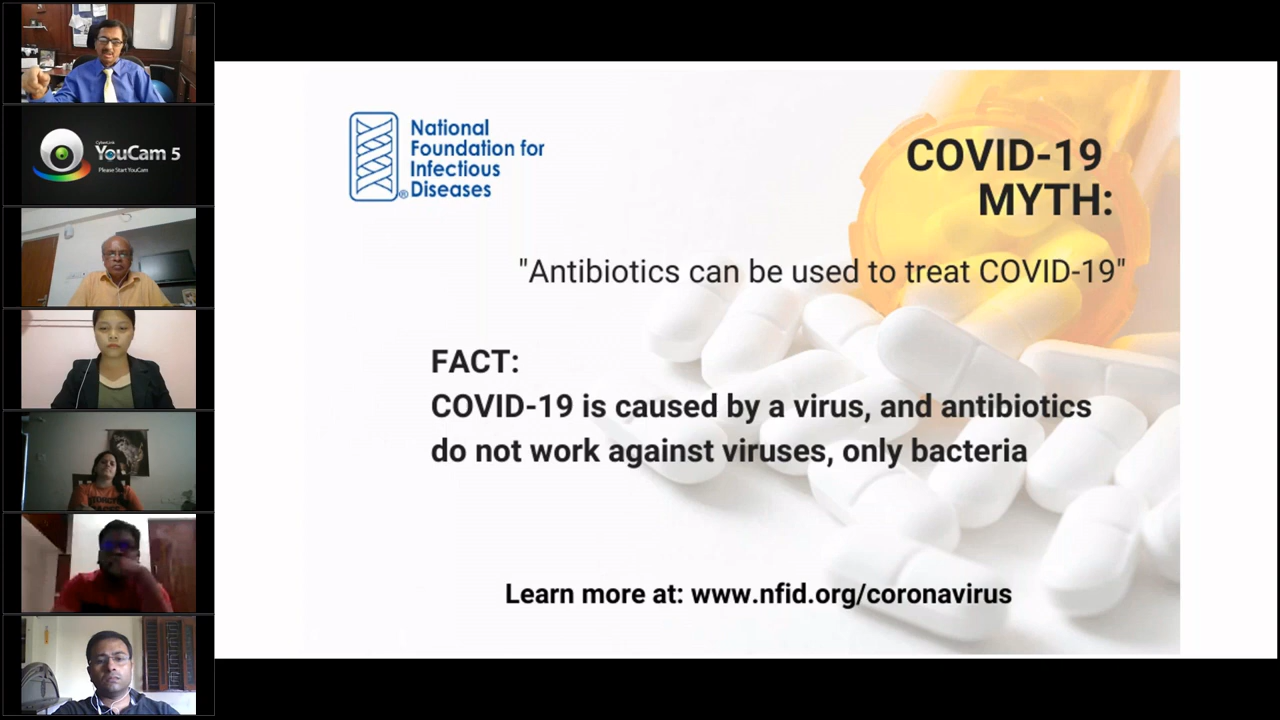 CyberLink
YouCam 5
Please Start YouCam
National
Foundation for
Infectious
Diseases
®
COVID-19
MYTH:
"Antibiotics can be used to treat COVID-19"
FACT:
COVID-19 is caused by a virus, and antibiotics
do not work against viruses, only bacteria
Learn more at: www.nfid.org/coronavirus